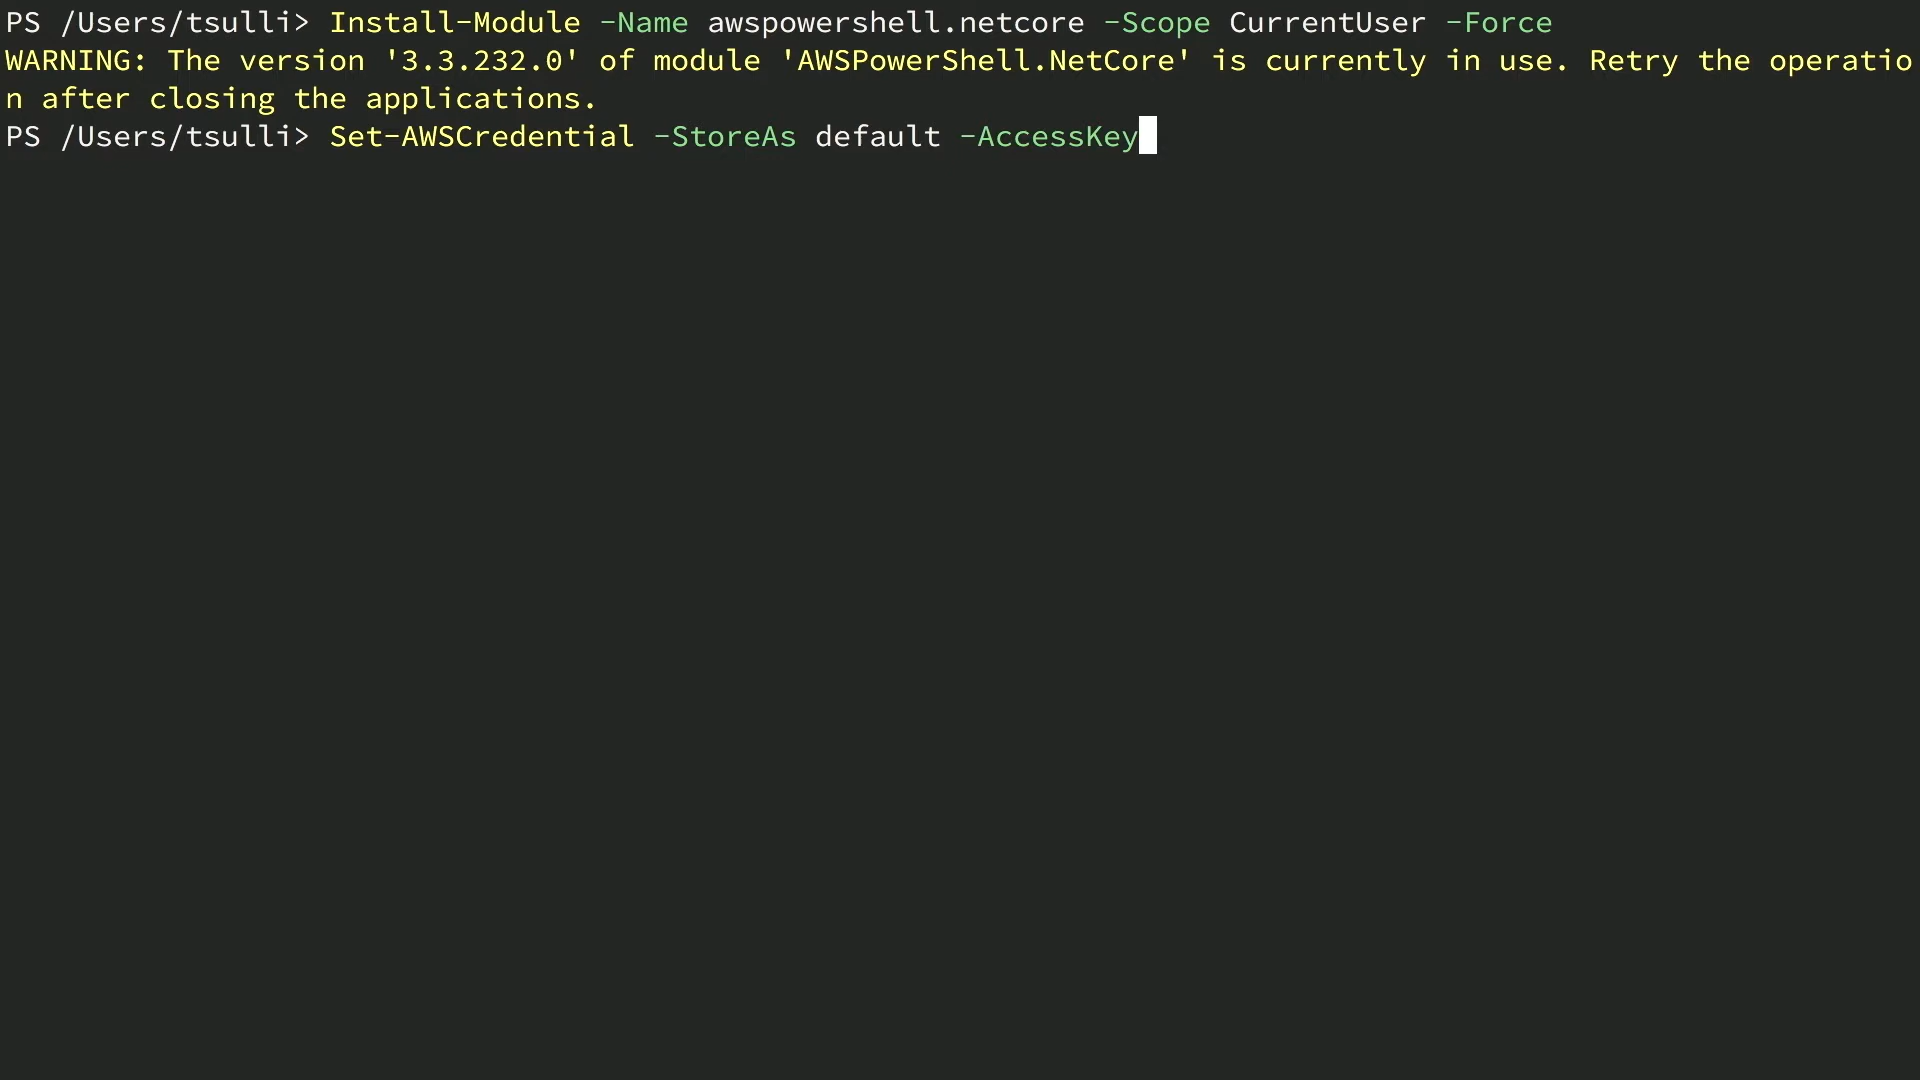 PS /Users/tsulli> Install-Module -Name awspowershell.netcore -Scope CurrentUser -Force
WARNING: The version '3.3.232.0' of module 'AWSPowerShell.NetCore' is currently in use. Retry the operatio
n after closing the applications.
PS /Users/tsulli> Set-AWSCredential -StoreAs default -AccessKey